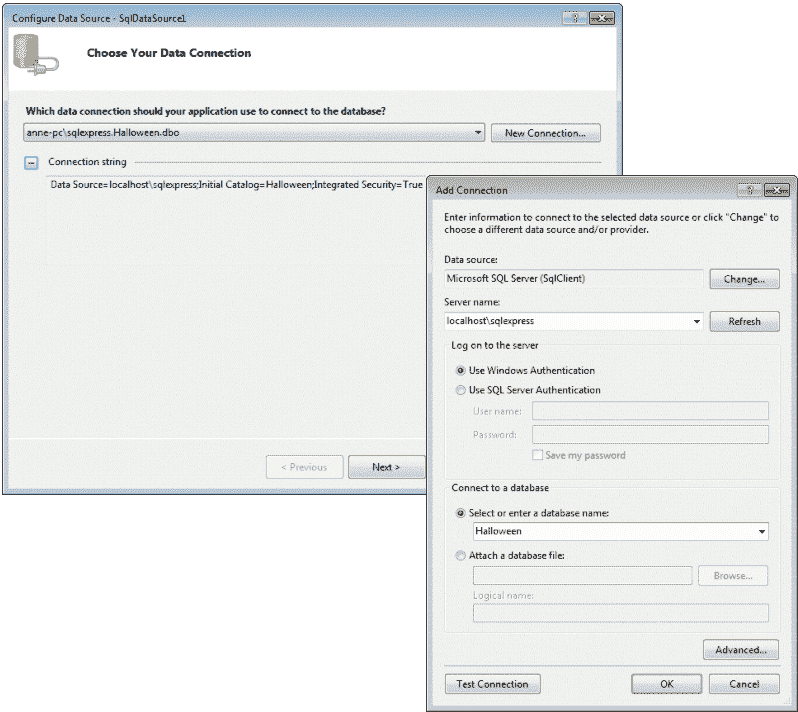 Configure Data Source - SqlDataSource1
Choose Your Data Connection
Which data connection should your application use to connect to the database?
anne-pc\sqlexpress.Halloween.dbo
New Connection...
Connection string
Data Source=localhost\sqlexpress;Initial Catalog=Halloween;Integrated Security=True
< Previous
Next >
Add Connection
Enter information to connect to the selected data source or click "Change" to
choose a different data source and/or provider.
Data source:
Microsoft SQL Server (SqlClient)
Change...
Server name:
localhost\sqlexpress
Refresh
Log on to the server
Use Windows Authentication
Use SQL Server Authentication
User name:
Password:
Save my password
Connect to a database
Select or enter a database name:
Halloween
Attach a database file:
Browse...
Logical name:
Advanced...
Test Connection
OK
Cancel